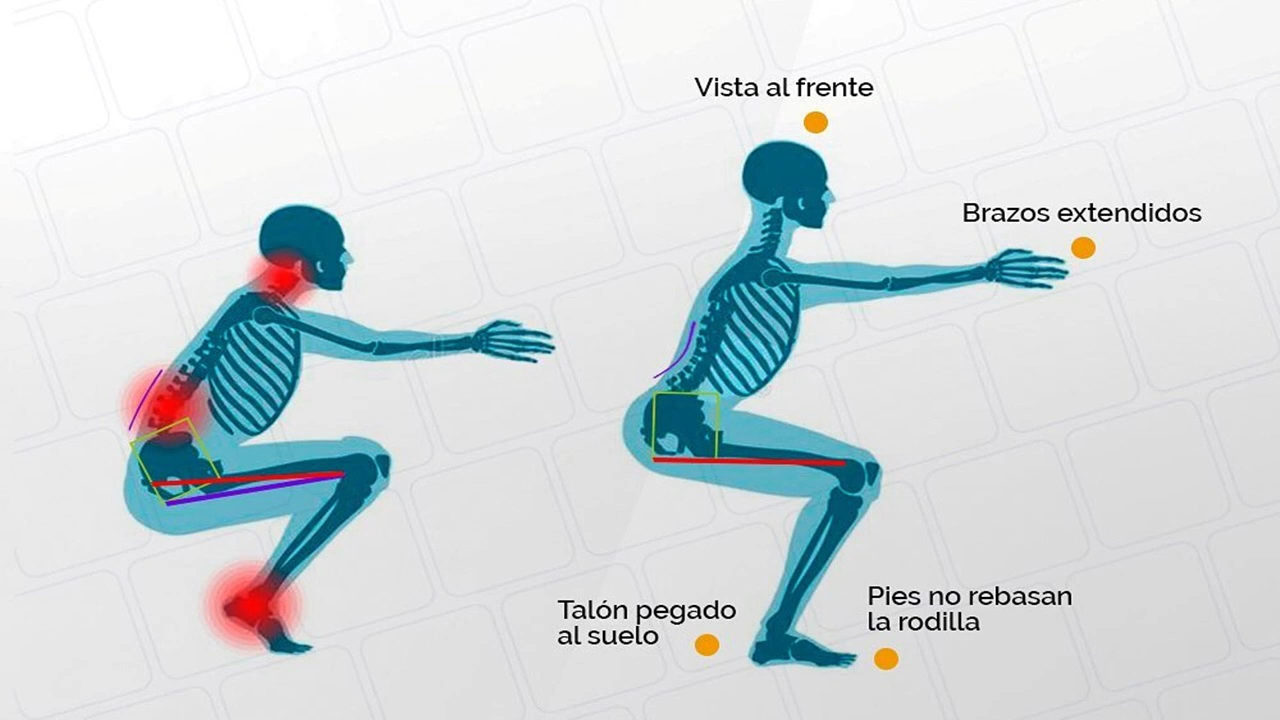 Vista al frente
Brazos extendidos
Talón pegado
al suelo
Pies no rebasan
la rodilla